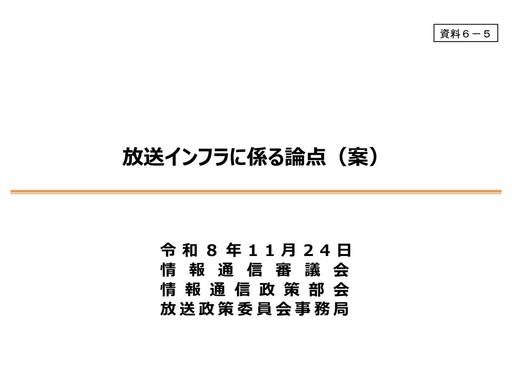 資料６－５
放送インフラに係る論点（案）
令和８年１１月２４日
情報通信審議会
情報通信政策部会
放送政策委員会事務局